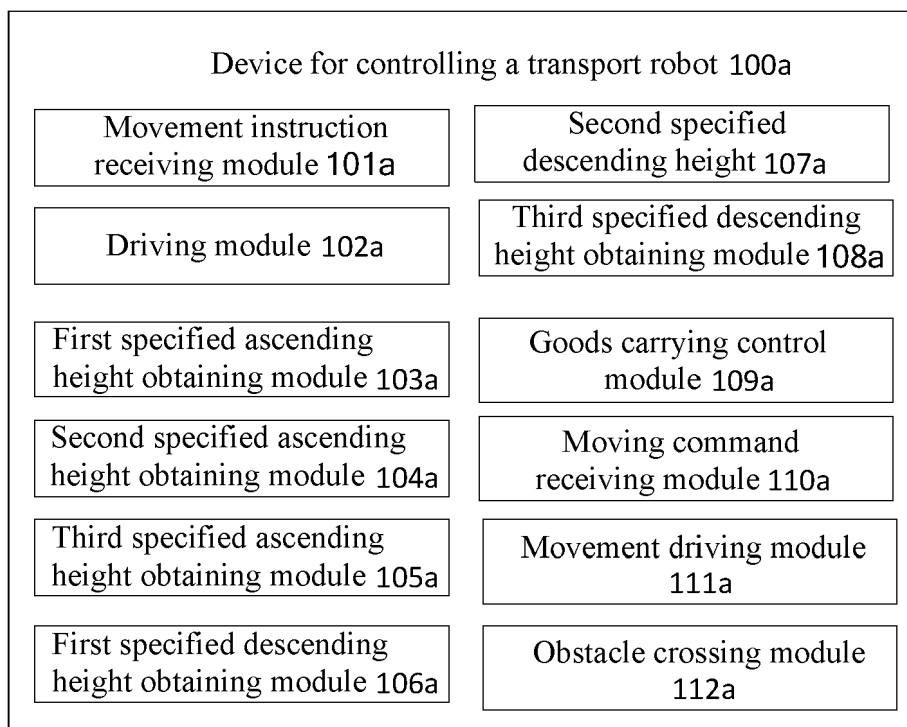 Device for controlling a transport robot 100a
Movement instruction
receiving module 101a
Driving module 102a
First specified ascending
height obtaining module 103a
Second specified ascending
height obtaining module 104a
Third specified ascending
height obtaining module 105a
First specified descending
height obtaining module 106a
Second specified
descending height 107a
Third specified descending
height obtaining module 108a
Goods carrying control
module 109a
Moving command
receiving module 110a
Movement driving module
111a
Obstacle crossing module
112a